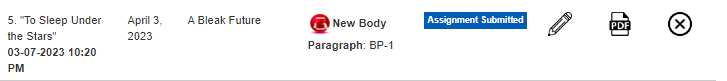 5. "To Sleep Under
the Stars"
03-07-2023 10:20
PM
April 3,
2023
A Bleak Future
New Body
Paragraph: BP-1
Assignment Submitted
PDF